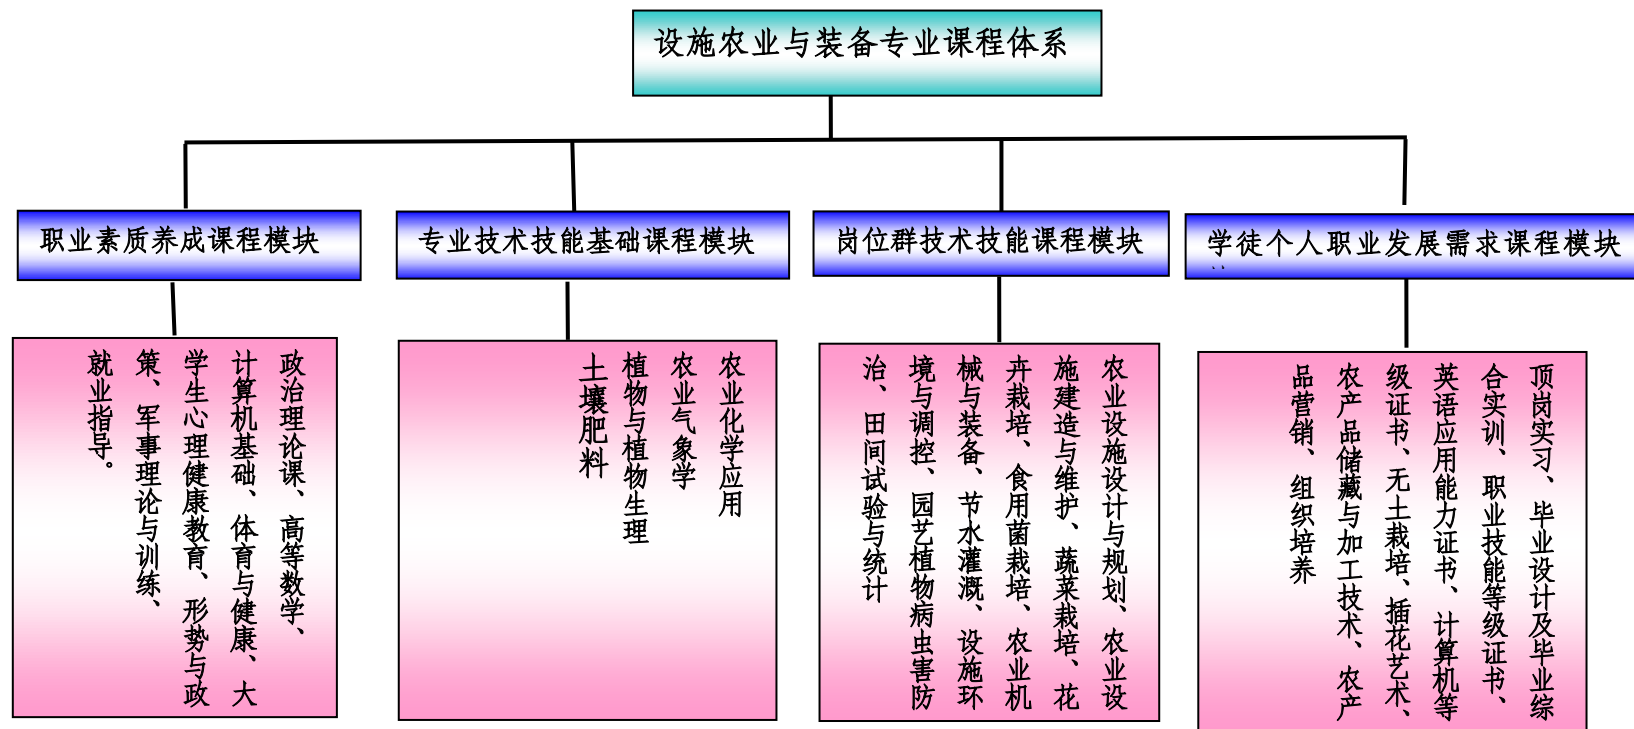 设施农业与装备专业课程体系
职业素质养成课程模块
专业技术技能基础课程模块
岗位群技术技能课程模块
学徒个人职业发展需求课程模块
政治理论课、高等数学、
计算机基础、体育与健康、大
学生心理健康教育、形势与政
策、军事理论与训练、
就业指导。
农业化学应用
农业气象学
植物与植物生理
土壤肥料
农业设施设计与规划、农业设
施建造与维护、蔬菜栽培、花
卉栽培、食用菌栽培、农业机
械与装备、节水灌溉、设施环
境与调控、园艺植物病虫害防
治、田间试验与统计
顶岗实习、毕业设计及毕业综
合实训、职业技能等级证书、
英语应用能力证书、计算机等
级证书、无土栽培、插花艺术、
农产品储藏与加工技术、农产
品营销、组织培养